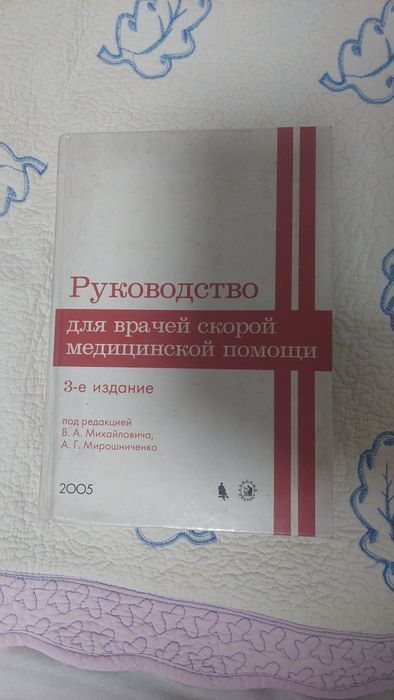 Руководство
для врачей скорой
медицинской помощи
3-е издание
под редакцией
В. А. Михайловича,
А. Г. Мирошниченко
2005